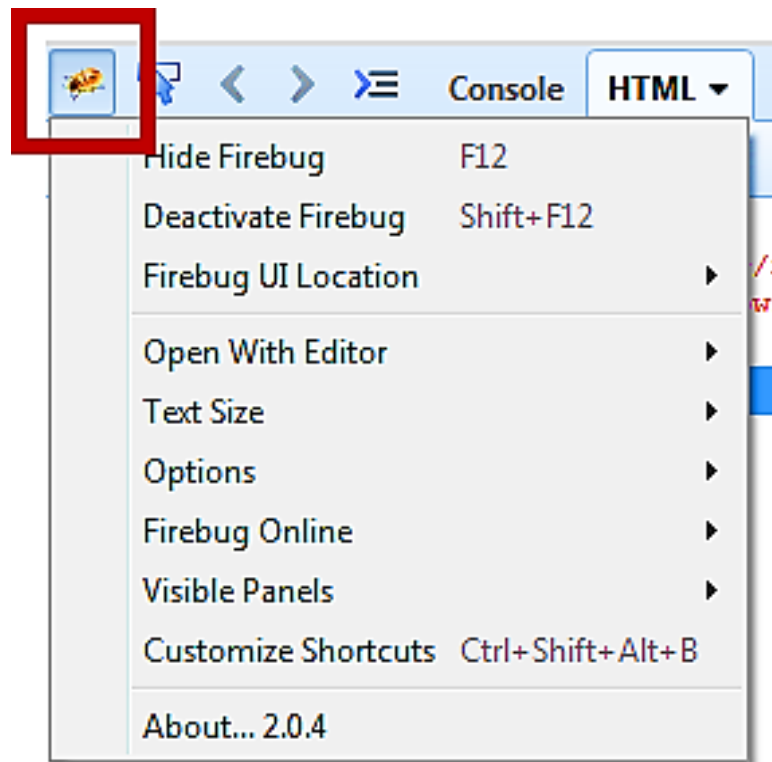 Console HTML
Hide Firebug F12
Deactivate Firebug Shift+F12
Firebug UI Location
Open With Editor
Text Size
Options
Firebug Online
Visible Panels
Customize Shortcuts Ctrl+Shift+Alt+B
About... 2.0.4